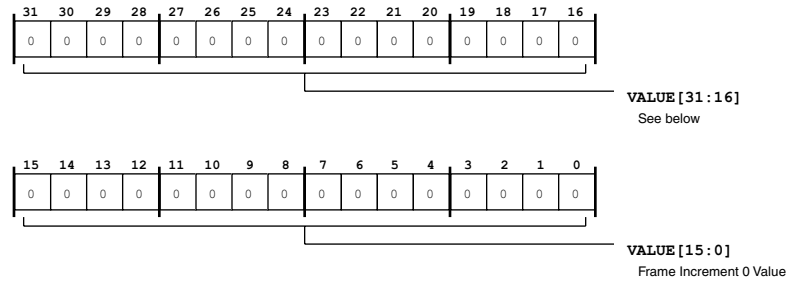 31 30 29 28 27 26 25 24 23 22 21 20 19 18 17 16
0 0 0 0 0 0 0 0 0 0 0 0 0 0 0 0
VALUE[31:16]
See below
15 14 13 12 11 10 9 8 7 6 5 4 3 2 1 0
0 0 0 0 0 0 0 0 0 0 0 0 0 0 0 0
VALUE[15:0]
Frame Increment 0 Value